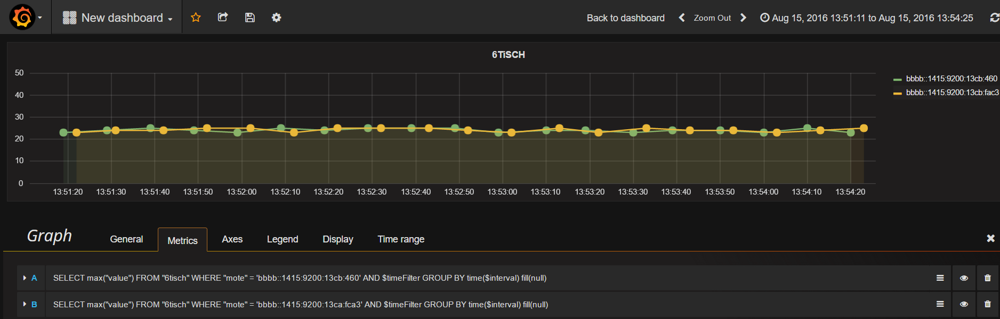 New dashboard
Back to dashboard Zoom Out Aug 15, 2016 13:51:11 to Aug 15, 2016 13:54:25
6TiSCH
50
40
30
20
10
0
13:51:20 13:51:30 13:51:40 13:51:50 13:52:00 13:52:10 13:52:20 13:52:30 13:52:40 13:52:50 13:53:00 13:53:10 13:53:20 13:53:30 13:53:40 13:53:50 13:54:00 13:54:10 13:54:20
bbbb::1415:9200:13cb:460
bbbb::1415:9200:13cb:fac3
Graph General Metrics Axes Legend Display Time range
A SELECT max("value") FROM "6tisch" WHERE "mote" = 'bbbb::1415:9200:13cb:460' AND $timeFilter GROUP BY time($interval) fill(null)
B SELECT max("value") FROM "6tisch" WHERE "mote" = 'bbbb::1415:9200:13ca:fca3' AND $timeFilter GROUP BY time($interval) fill(null)